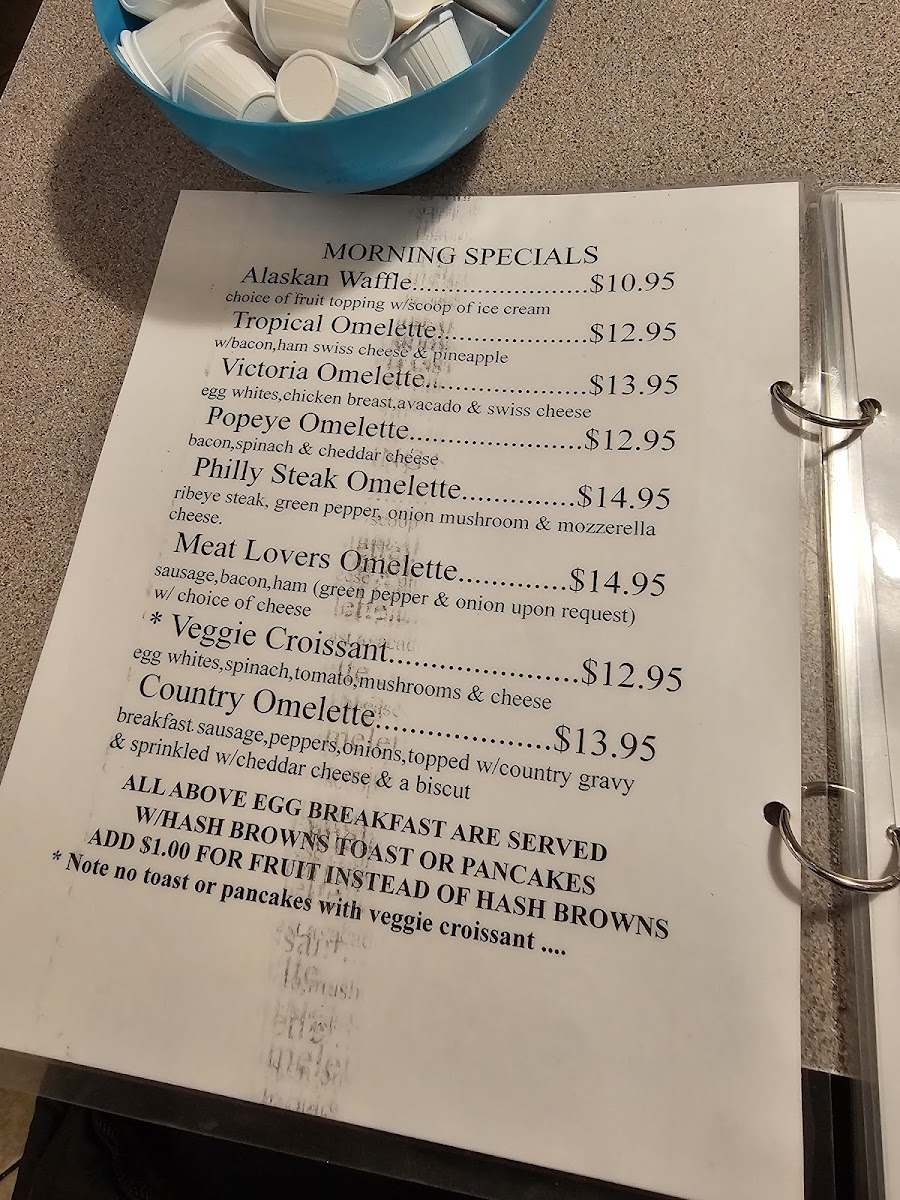 MORNING SPECIALS
Alaskan Waffle.........................$10.95
choice of fruit topping w/scoop of ice cream
Tropical Omelette.....................$12.95
w/bacon,ham swiss cheese & pineapple
Victoria Omelette......................$13.95
egg whites,chicken breast,avacado & swiss cheese
Popeye Omelette.......................$12.95
bacon,spinach & cheddar cheese
Philly Steak Omelette..............$14.95
ribeye steak, green pepper, onion mushroom & mozzerella
cheese.
Meat Lovers Omelette.............$14.95
sausage,bacon,ham (green pepper & onion upon request)
w/ choice of cheese
* Veggie Croissant.......................$12.95
egg whites,spinach,tomato,mushrooms & cheese
Country Omelette.....................$13.95
breakfast sausage,peppers,onions,topped w/country gravy
& sprinkled w/cheddar cheese & a biscut
ALL ABOVE EGG BREAKFAST ARE SERVED
W/HASH BROWNS TOAST OR PANCAKES
ADD $1.00 FOR FRUIT INSTEAD OF HASH BROWNS
* Note no toast or pancakes with veggie croissant ....